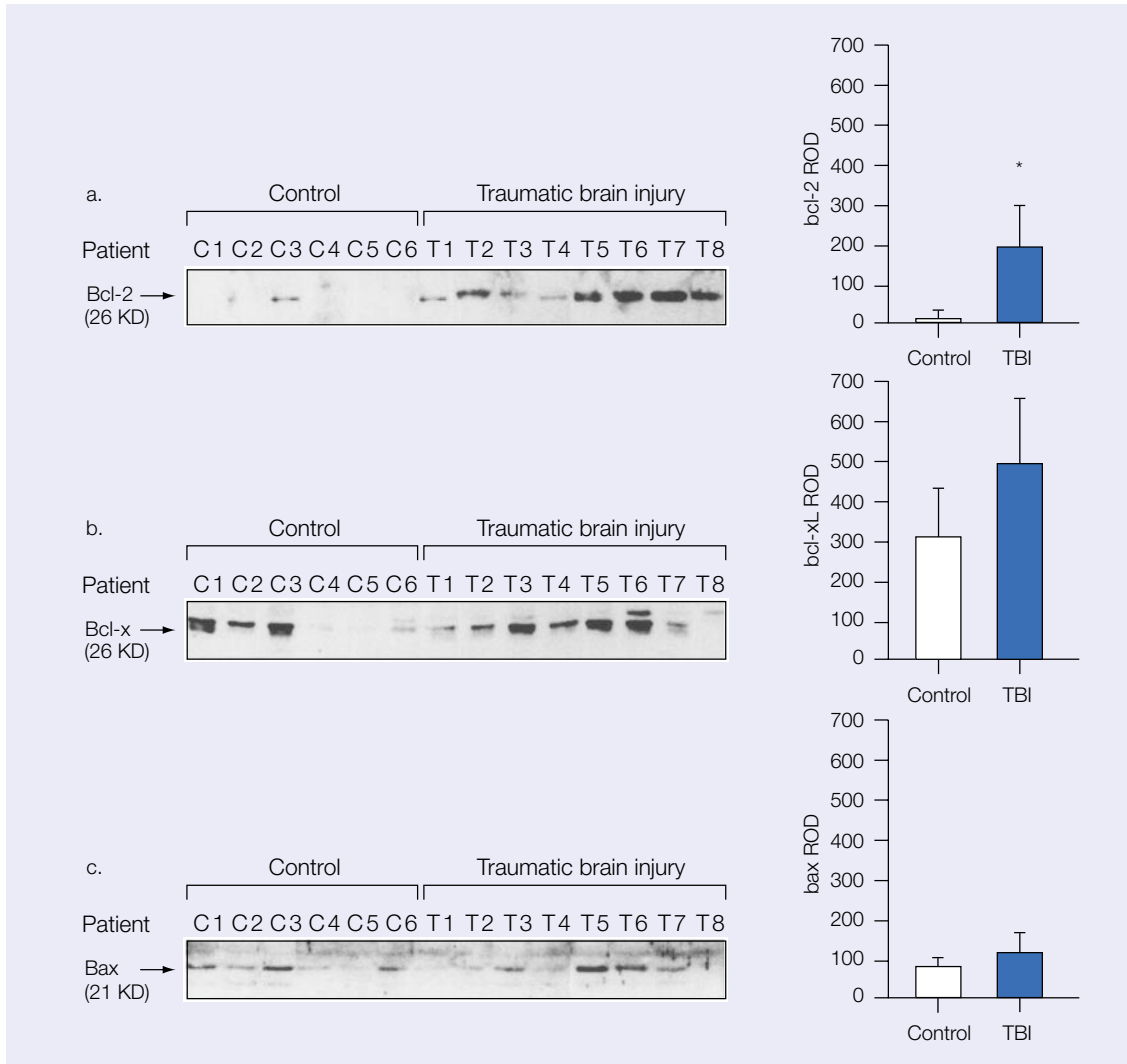 a.
Control Traumatic brain injury
Patient C1 C2 C3 C4 C5 C6 T1 T2 T3 T4 T5 T6 T7 T8
Bcl-2
(26 KD)
700
600
500
400
300
200
100
0
bcl-2 ROD
*
Control TBI
b.
Control Traumatic brain injury
Patient C1 C2 C3 C4 C5 C6 T1 T2 T3 T4 T5 T6 T7 T8
Bcl-x
(26 KD)
700
600
500
400
300
200
100
0
bcl-xL ROD
Control TBI
c.
Control Traumatic brain injury
Patient C1 C2 C3 C4 C5 C6 T1 T2 T3 T4 T5 T6 T7 T8
Bax
(21 KD)
700
600
500
400
300
200
100
0
bax ROD
Control TBI